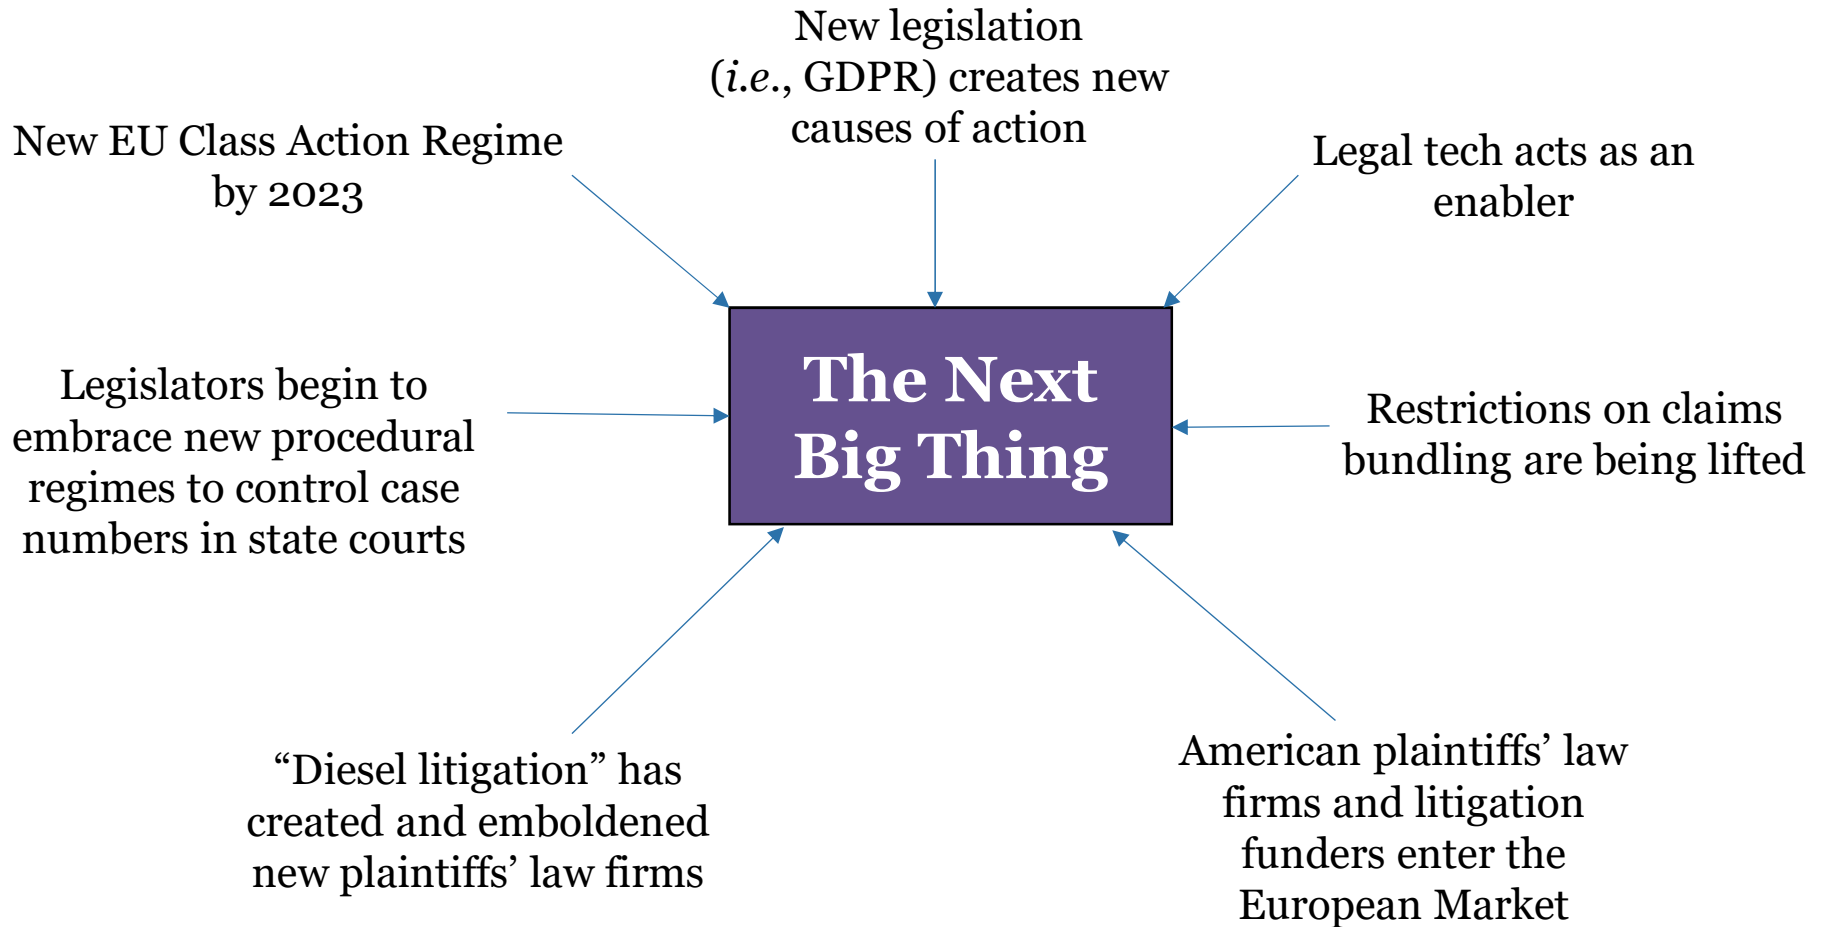 New legislation
(i.e., GDPR) creates new
causes of action
New EU Class Action Regime
by 2023
Legal tech acts as an
enabler
The Next
Big Thing
Legislators begin to
embrace new procedural
regimes to control case
numbers in state courts
Restrictions on claims
bundling are being lifted
“Diesel litigation” has
created and emboldened
new plaintiffs’ law firms
American plaintiffs’ law
firms and litigation
funders enter the
European Market